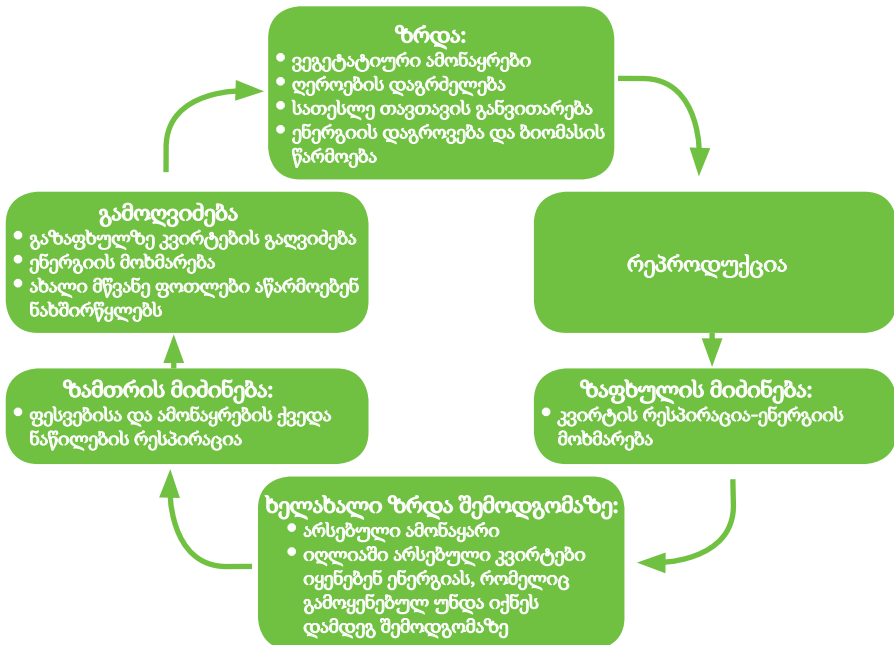 ზრდა:
• ვეგეტატიური ამონაყრები
• ღეროების დაგრძელება
• სათესლე თავთავის განვითარება
• ენერგიის დაგროვება და ბიომასის
წარმოება
გამოღვიძება
• გაზაფხულზე კვირტების გაღვიძება
• ენერგიის მოხმარება
• ახალი მწვანე ფოთლები აწარმოებენ
ნახშირწყლებს
რეპროდუქცია
ზამთრის მიძინება:
• ფესვებისა და ამონაყრების ქვედა
ნაწილების რესპირაცია
ზაფხულის მიძინება:
• კვირტის რესპირაცია-ენერგიის
მოხმარება
ხელახალი ზრდა შემოდგომაზე:
• არსებული ამონაყარი
• იღლიაში არსებული კვირტები
იყენებენ ენერგიას, რომელიც
გამოყენებულ უნდა იქნეს
დამდეგ შემოდგომაზე